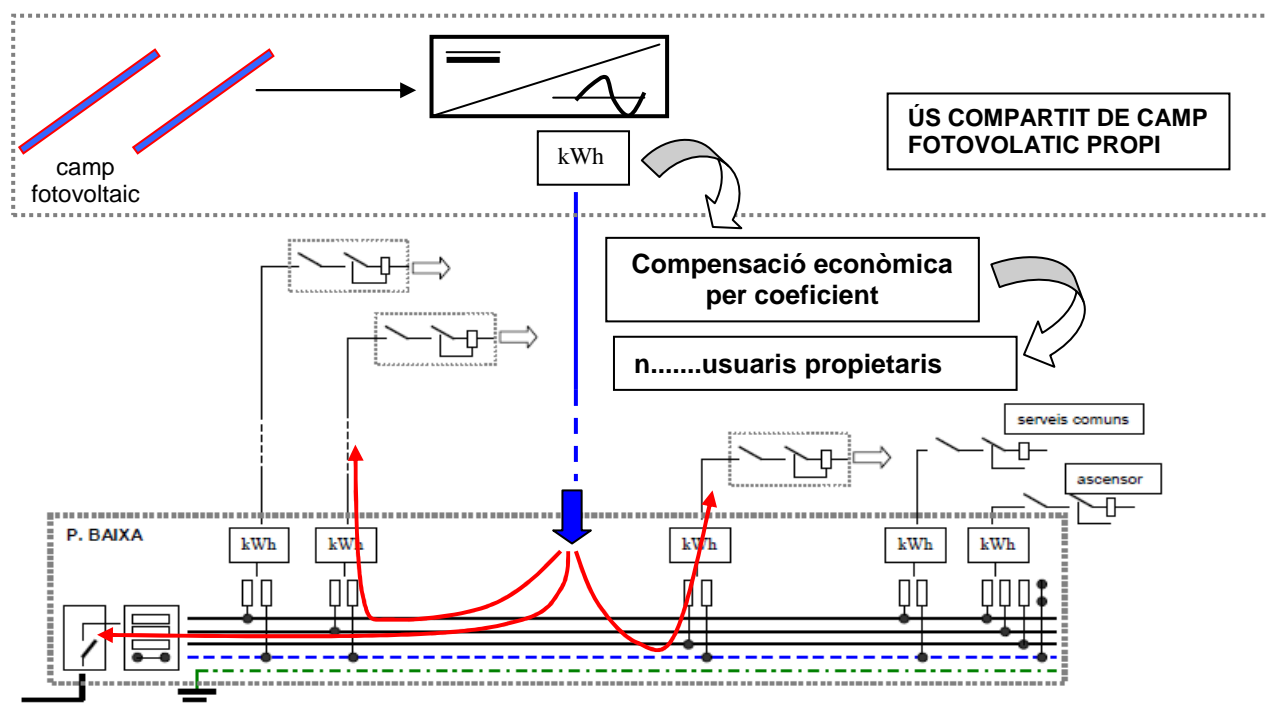 camp
fotovoltaic
kWh
ÚS COMPARTIT DE CAMP
FOTOVOLATIC PROPI
Compensació econòmica
per coeficient
n.......usuaris propietaris
serveis comuns
ascensor
P. BAIXA
kWh
kWh
kWh
kWh
kWh